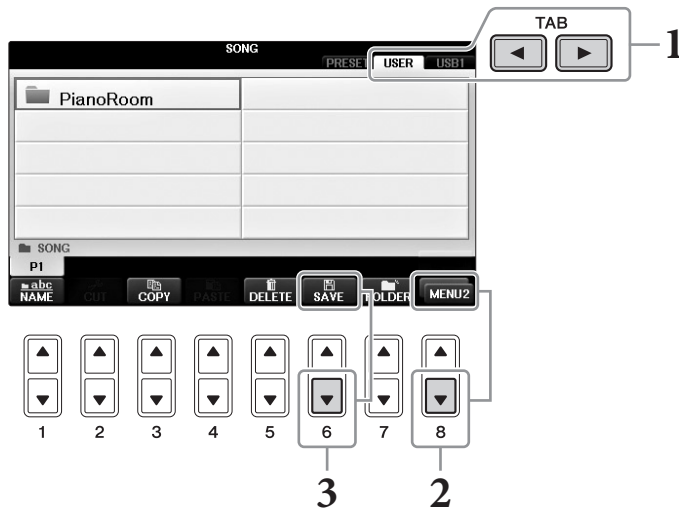 TAB
1
SONG
PRESET USER USB1
PianoRoom
SONG
P1
abc
NAME CUT COPY PASTE DELETE SAVE FOLDER MENU2
1 2 3 4 5 6 7 8
3 2